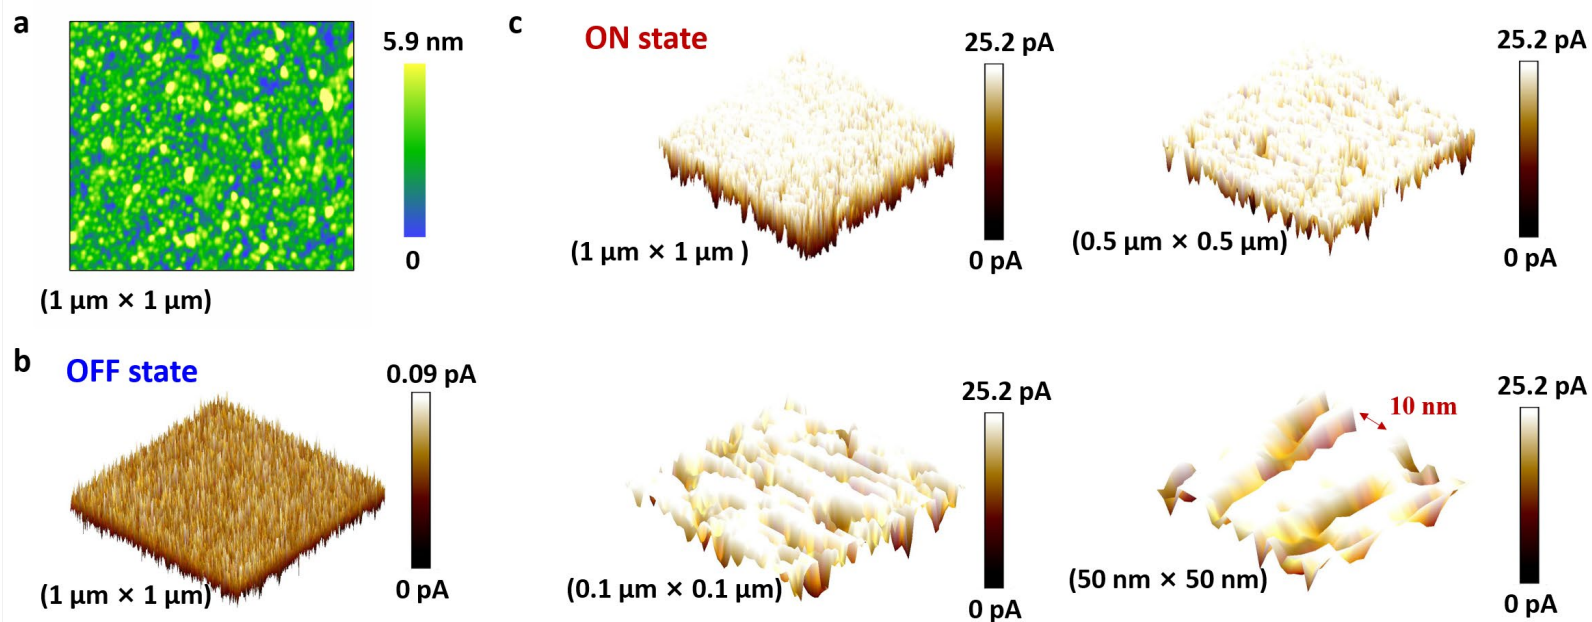 a
5.9 nm
0
(1 μm × 1 μm)
b
OFF state
0.09 pA
0 pA
(1 μm × 1 μm)
c
ON state
25.2 pA
0 pA
(1 μm × 1 μm )
25.2 pA
0 pA
(0.5 μm × 0.5 μm)
25.2 pA
0 pA
(0.1 μm × 0.1 μm)
10 nm
25.2 pA
0 pA
(50 nm × 50 nm)